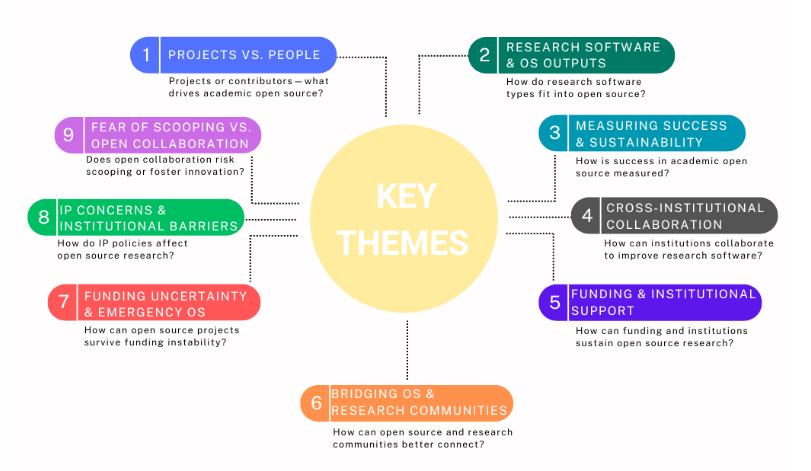 KEY
THEMES
1
PROJECTS VS. PEOPLE
Projects or contributors—what
drives academic open source?
2
RESEARCH SOFTWARE
& OS OUTPUTS
How do research software
types fit into open source?
3
MEASURING SUCCESS
& SUSTAINABILITY
How is success in academic open
source measured?
4
CROSS-INSTITUTIONAL
COLLABORATION
How can institutions collaborate
to improve research software?
5
FUNDING & INSTITUTIONAL
SUPPORT
How can funding and institutions
sustain open source research?
6
BRIDGING OS &
RESEARCH COMMUNITIES
How can open source and research
communities better connect?
7
FUNDING UNCERTAINTY
& EMERGENCY OS
How can open source projects
survive funding instability?
8
IP CONCERNS &
INSTITUTIONAL BARRIERS
How do IP policies affect
open source research?
9
FEAR OF SCOOPING VS.
OPEN COLLABORATION
Does open collaboration risk
scooping or foster innovation?